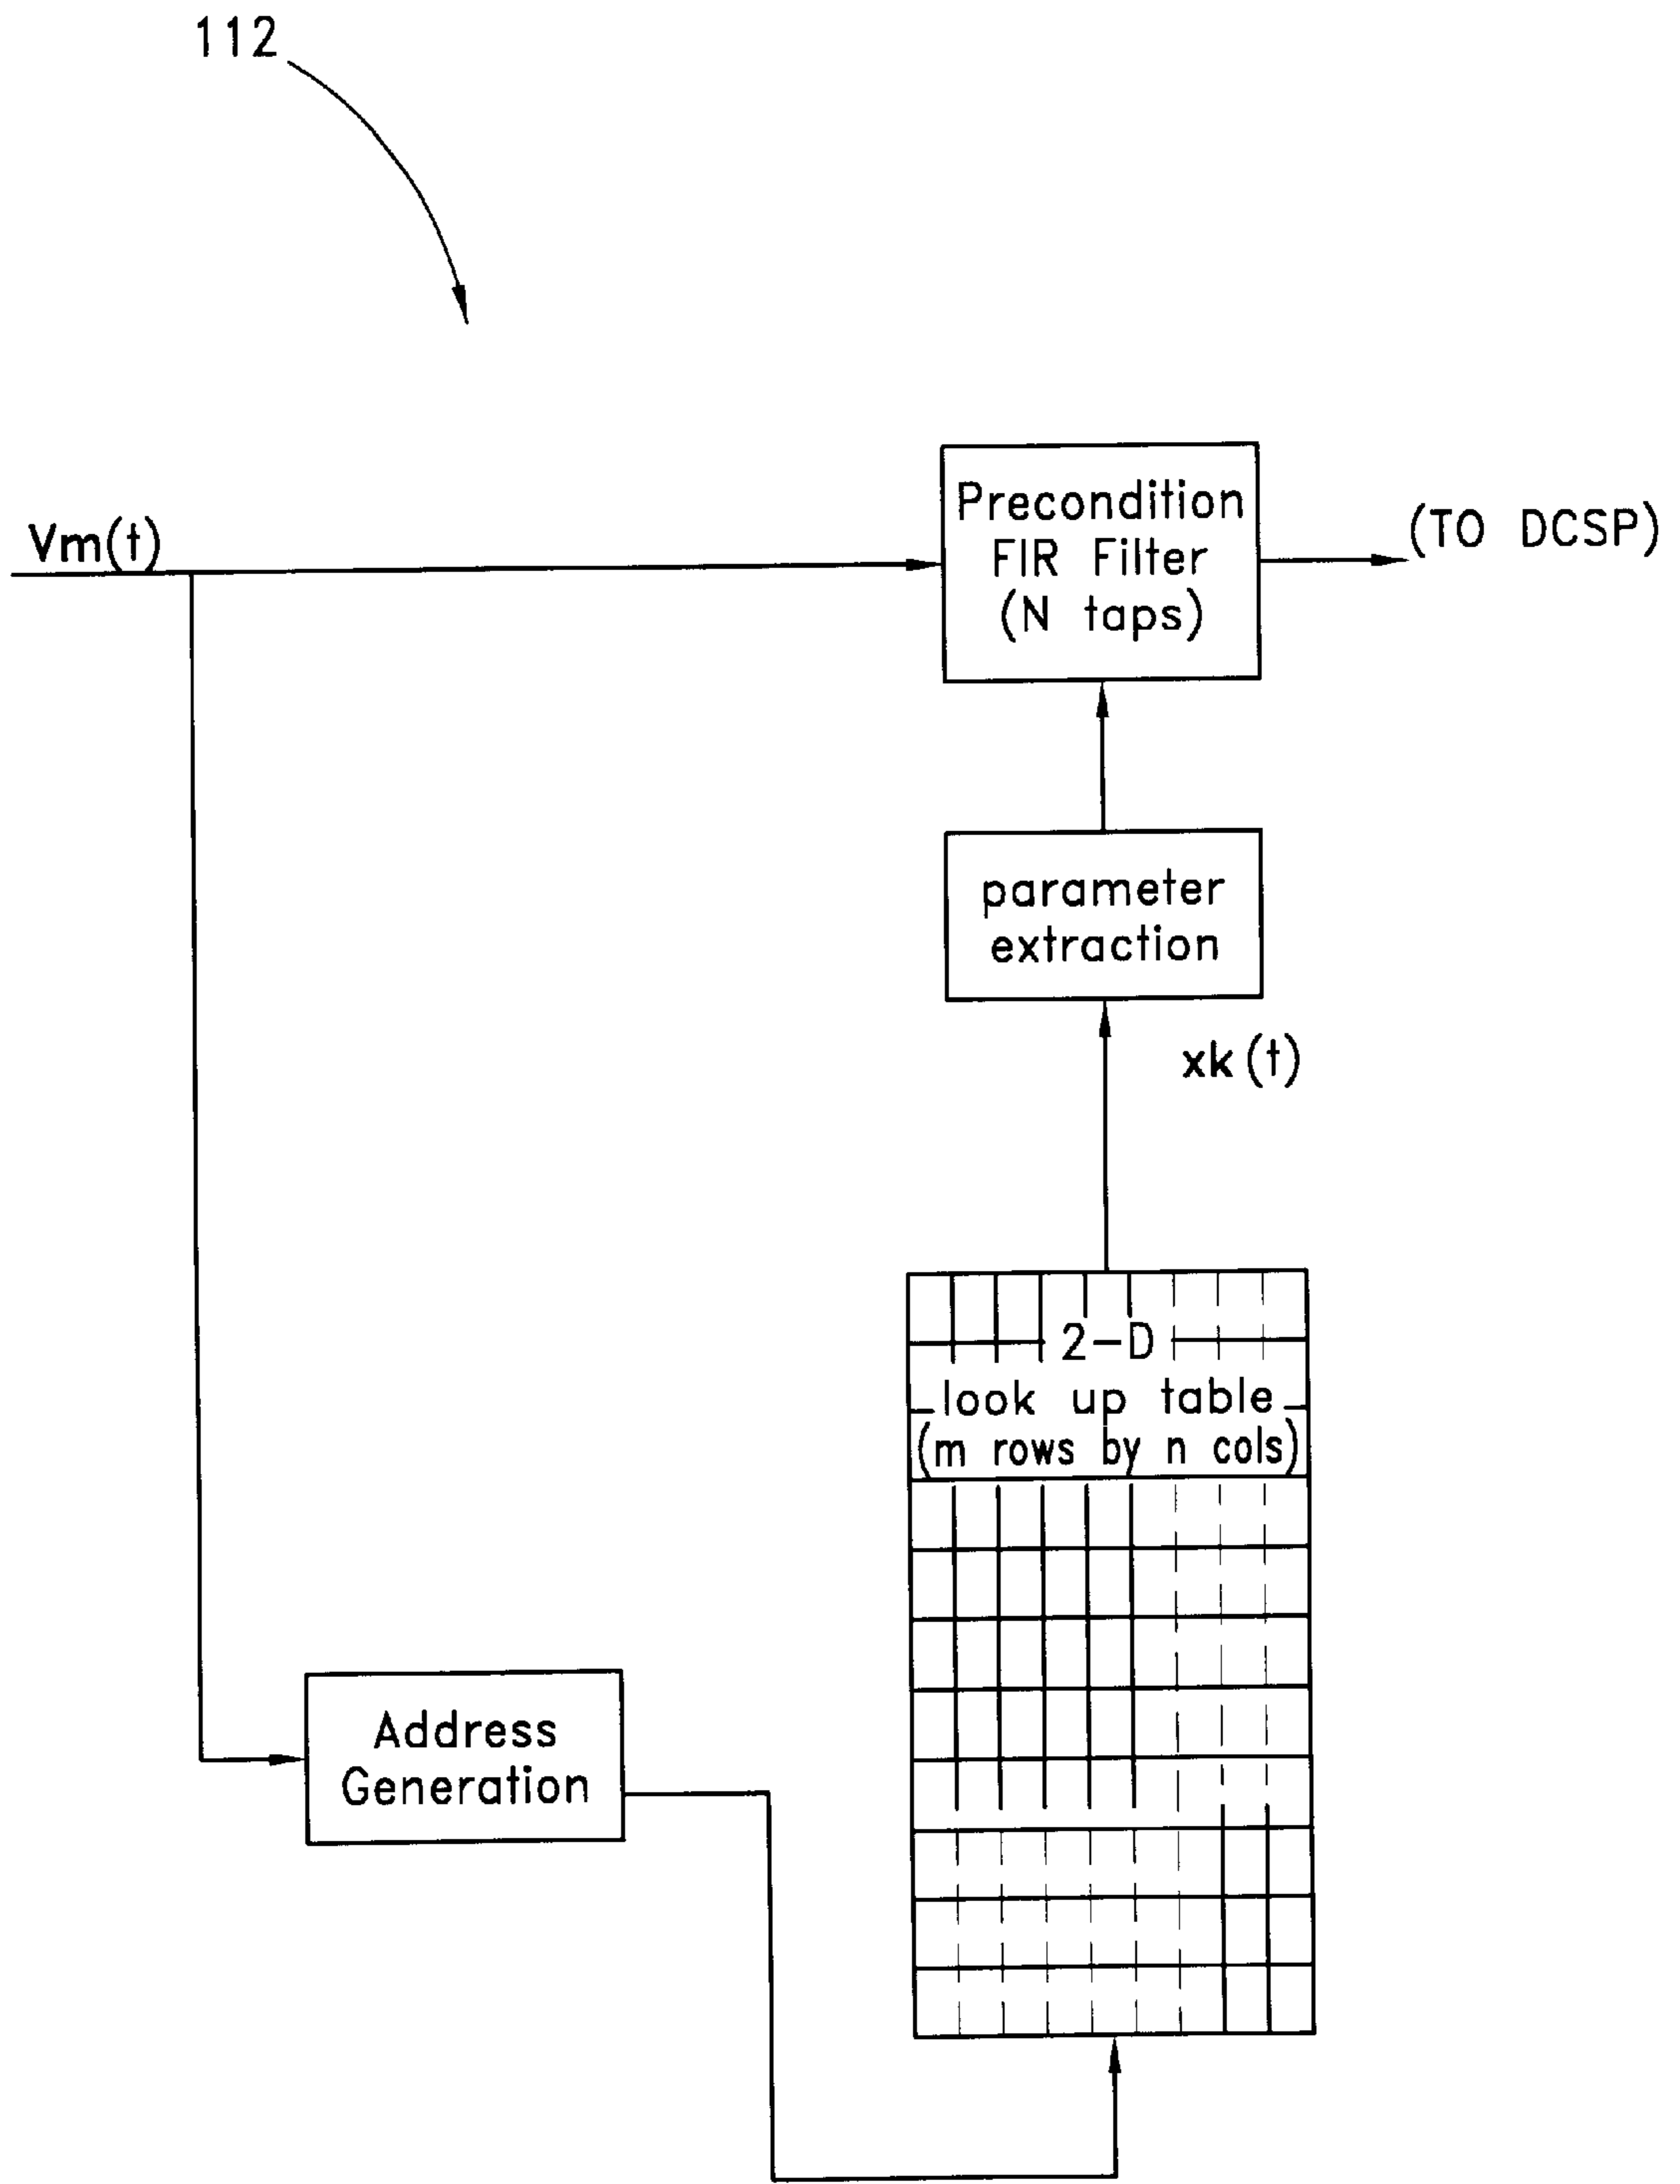 112
Vm(t)
Precondition
FIR Filter
(N taps)
(TO DCSP)
parameter
extraction
xk(t)
2-D
look up table
(m rows by n cols)
Address
Generation